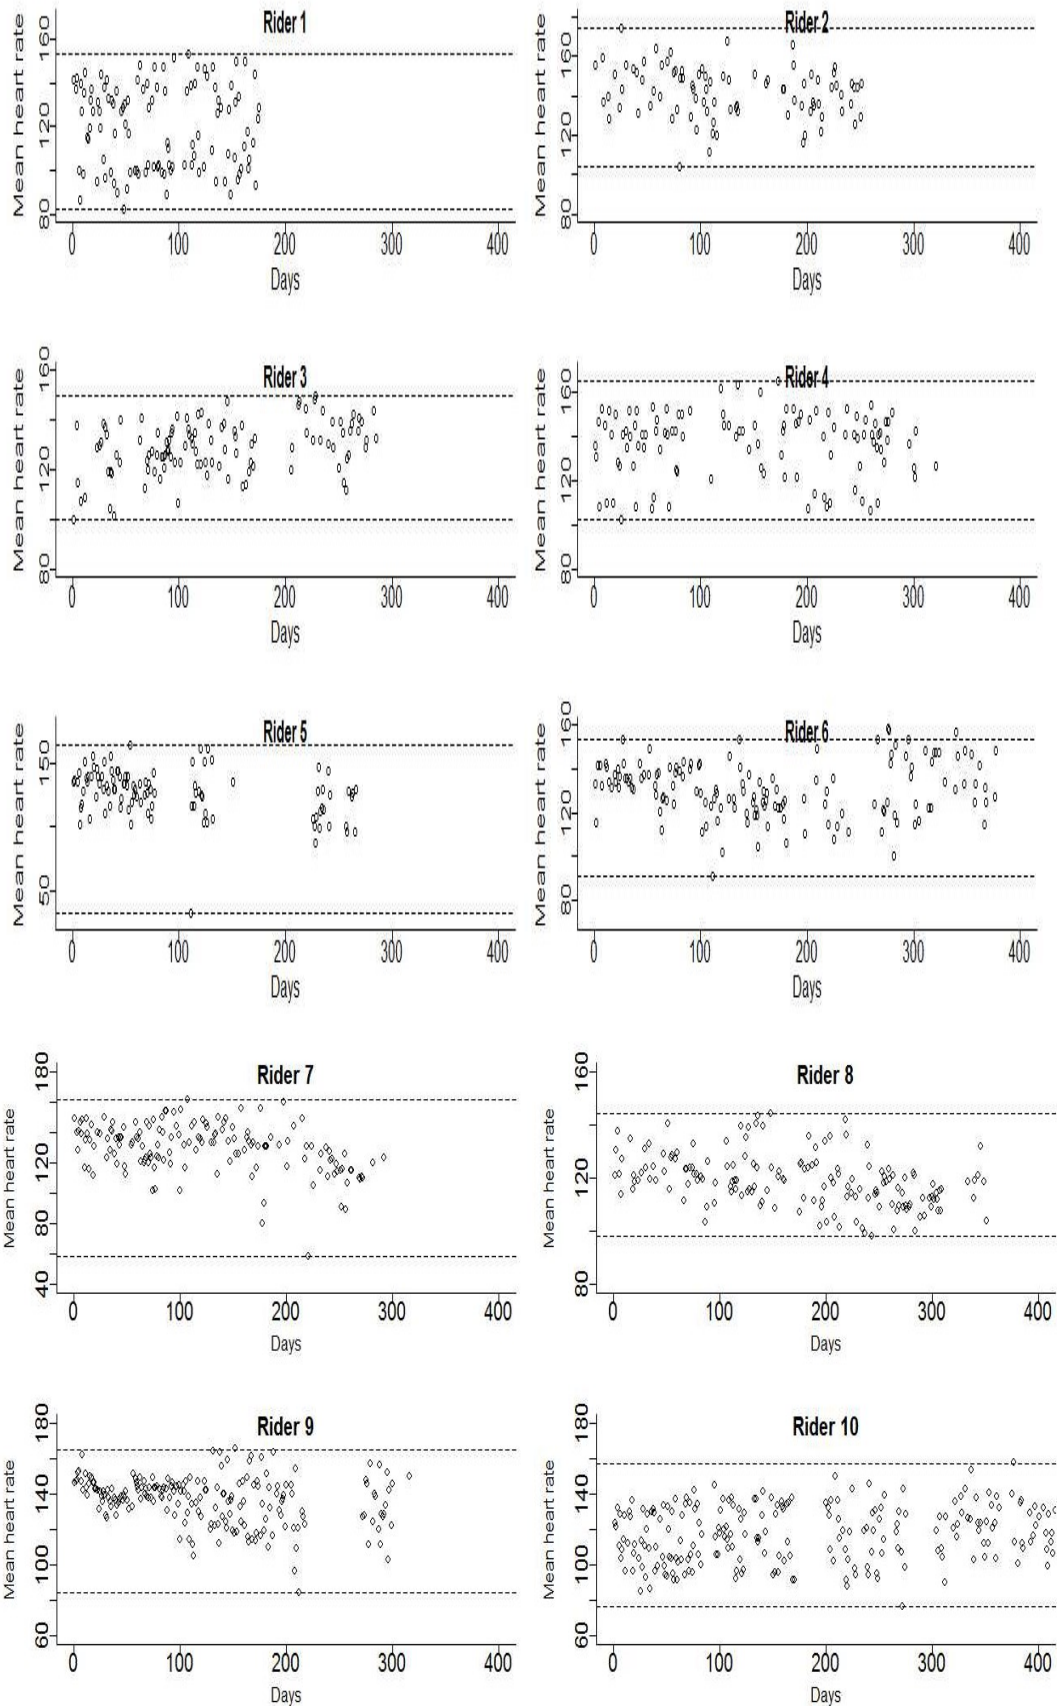 Rider 1
Mean heart rate
160
120
80
0 100 200 300 400
Days
Rider 2
Mean heart rate
160
120
80
0 100 200 300 400
Days
Rider 3
Mean heart rate
160
120
80
0 100 200 300 400
Days
Rider 4
Mean heart rate
160
120
80
0 100 200 300 400
Days
Rider 5
Mean heart rate
150
50
0 100 200 300 400
Days
Rider 6
Mean heart rate
160
120
80
0 100 200 300 400
Days
Rider 7
Mean heart rate
180
120
80
40
0 100 200 300 400
Days
Rider 8
Mean heart rate
160
120
80
0 100 200 300 400
Days
Rider 9
Mean heart rate
180
140
100
60
0 100 200 300 400
Days
Rider 10
Mean heart rate
180
140
100
60
0 100 200 300 400
Days